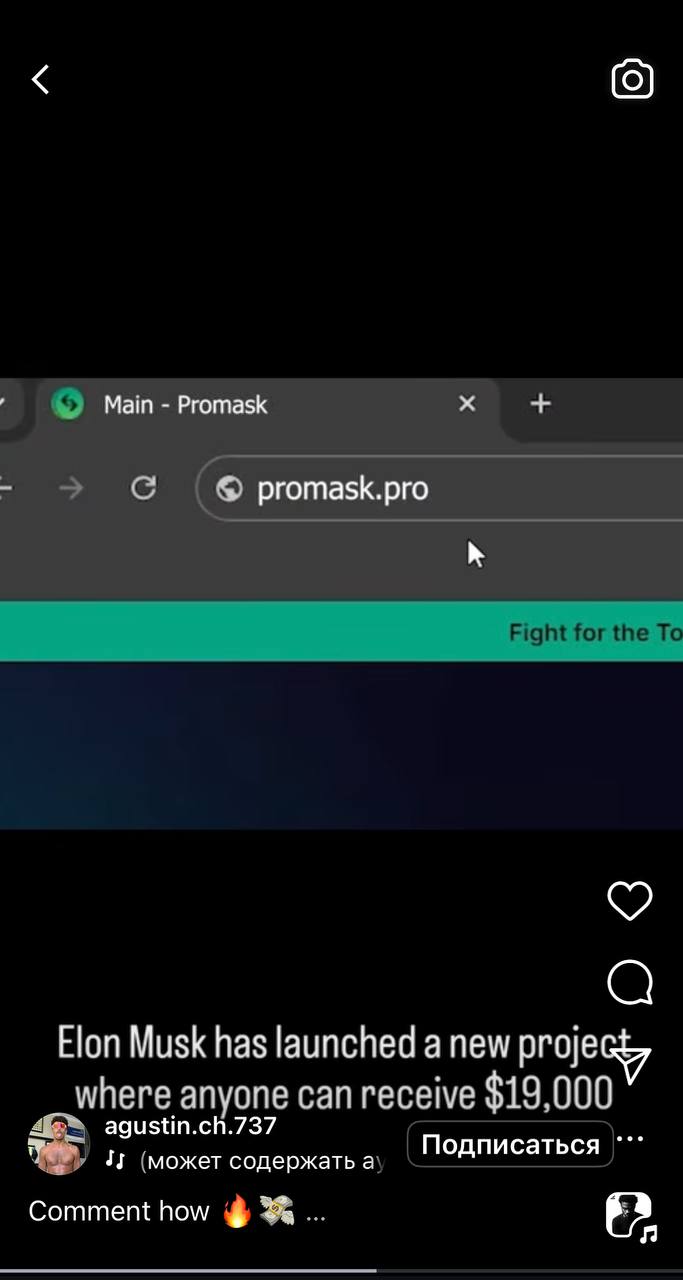 Main - Promask
promask.pro
Fight for the To
Elon Musk has launched a new project
where anyone can receive $19,000
agustin.ch.737
(может содержать ау
Подписаться
Comment how 🔥💸 ...